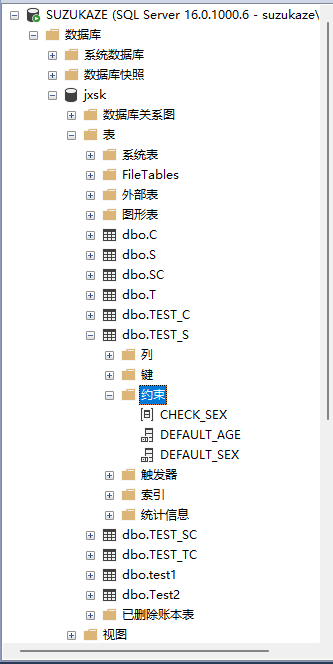 SUZUKAZE (SQL Server 16.0.1000.6 - suzukaze\
数据库
系统数据库
数据库快照
jxsk
数据库关系图
表
系统表
FileTables
外部表
图形表
dbo.C
dbo.S
dbo.SC
dbo.T
dbo.TEST_C
dbo.TEST_S
列
键
约束
CHECK_SEX
DEFAULT_AGE
DEFAULT_SEX
触发器
索引
统计信息
dbo.TEST_SC
dbo.TEST_TC
dbo.test1
dbo.Test2
已删除账本表
视图